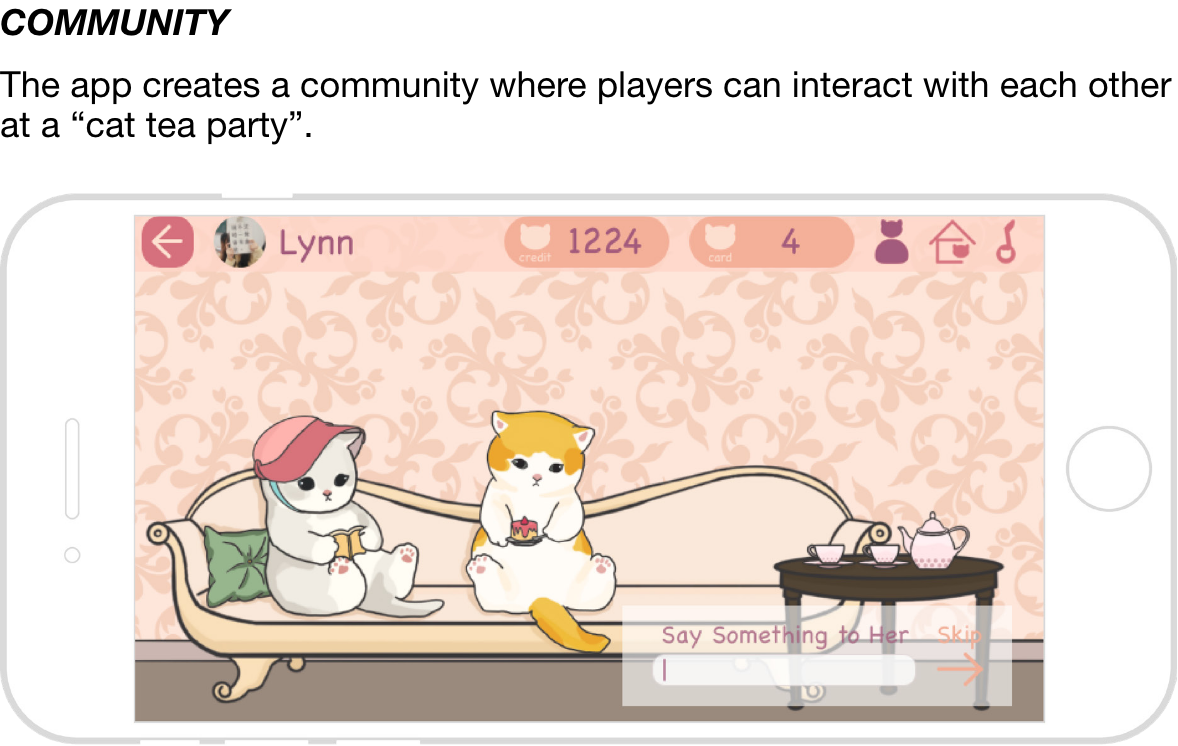 COMMUNITY
The app creates a community where players can interact with each other
at a “cat tea party”.
Lynn
credit
1224
card
4
Say Something to Her
Skip